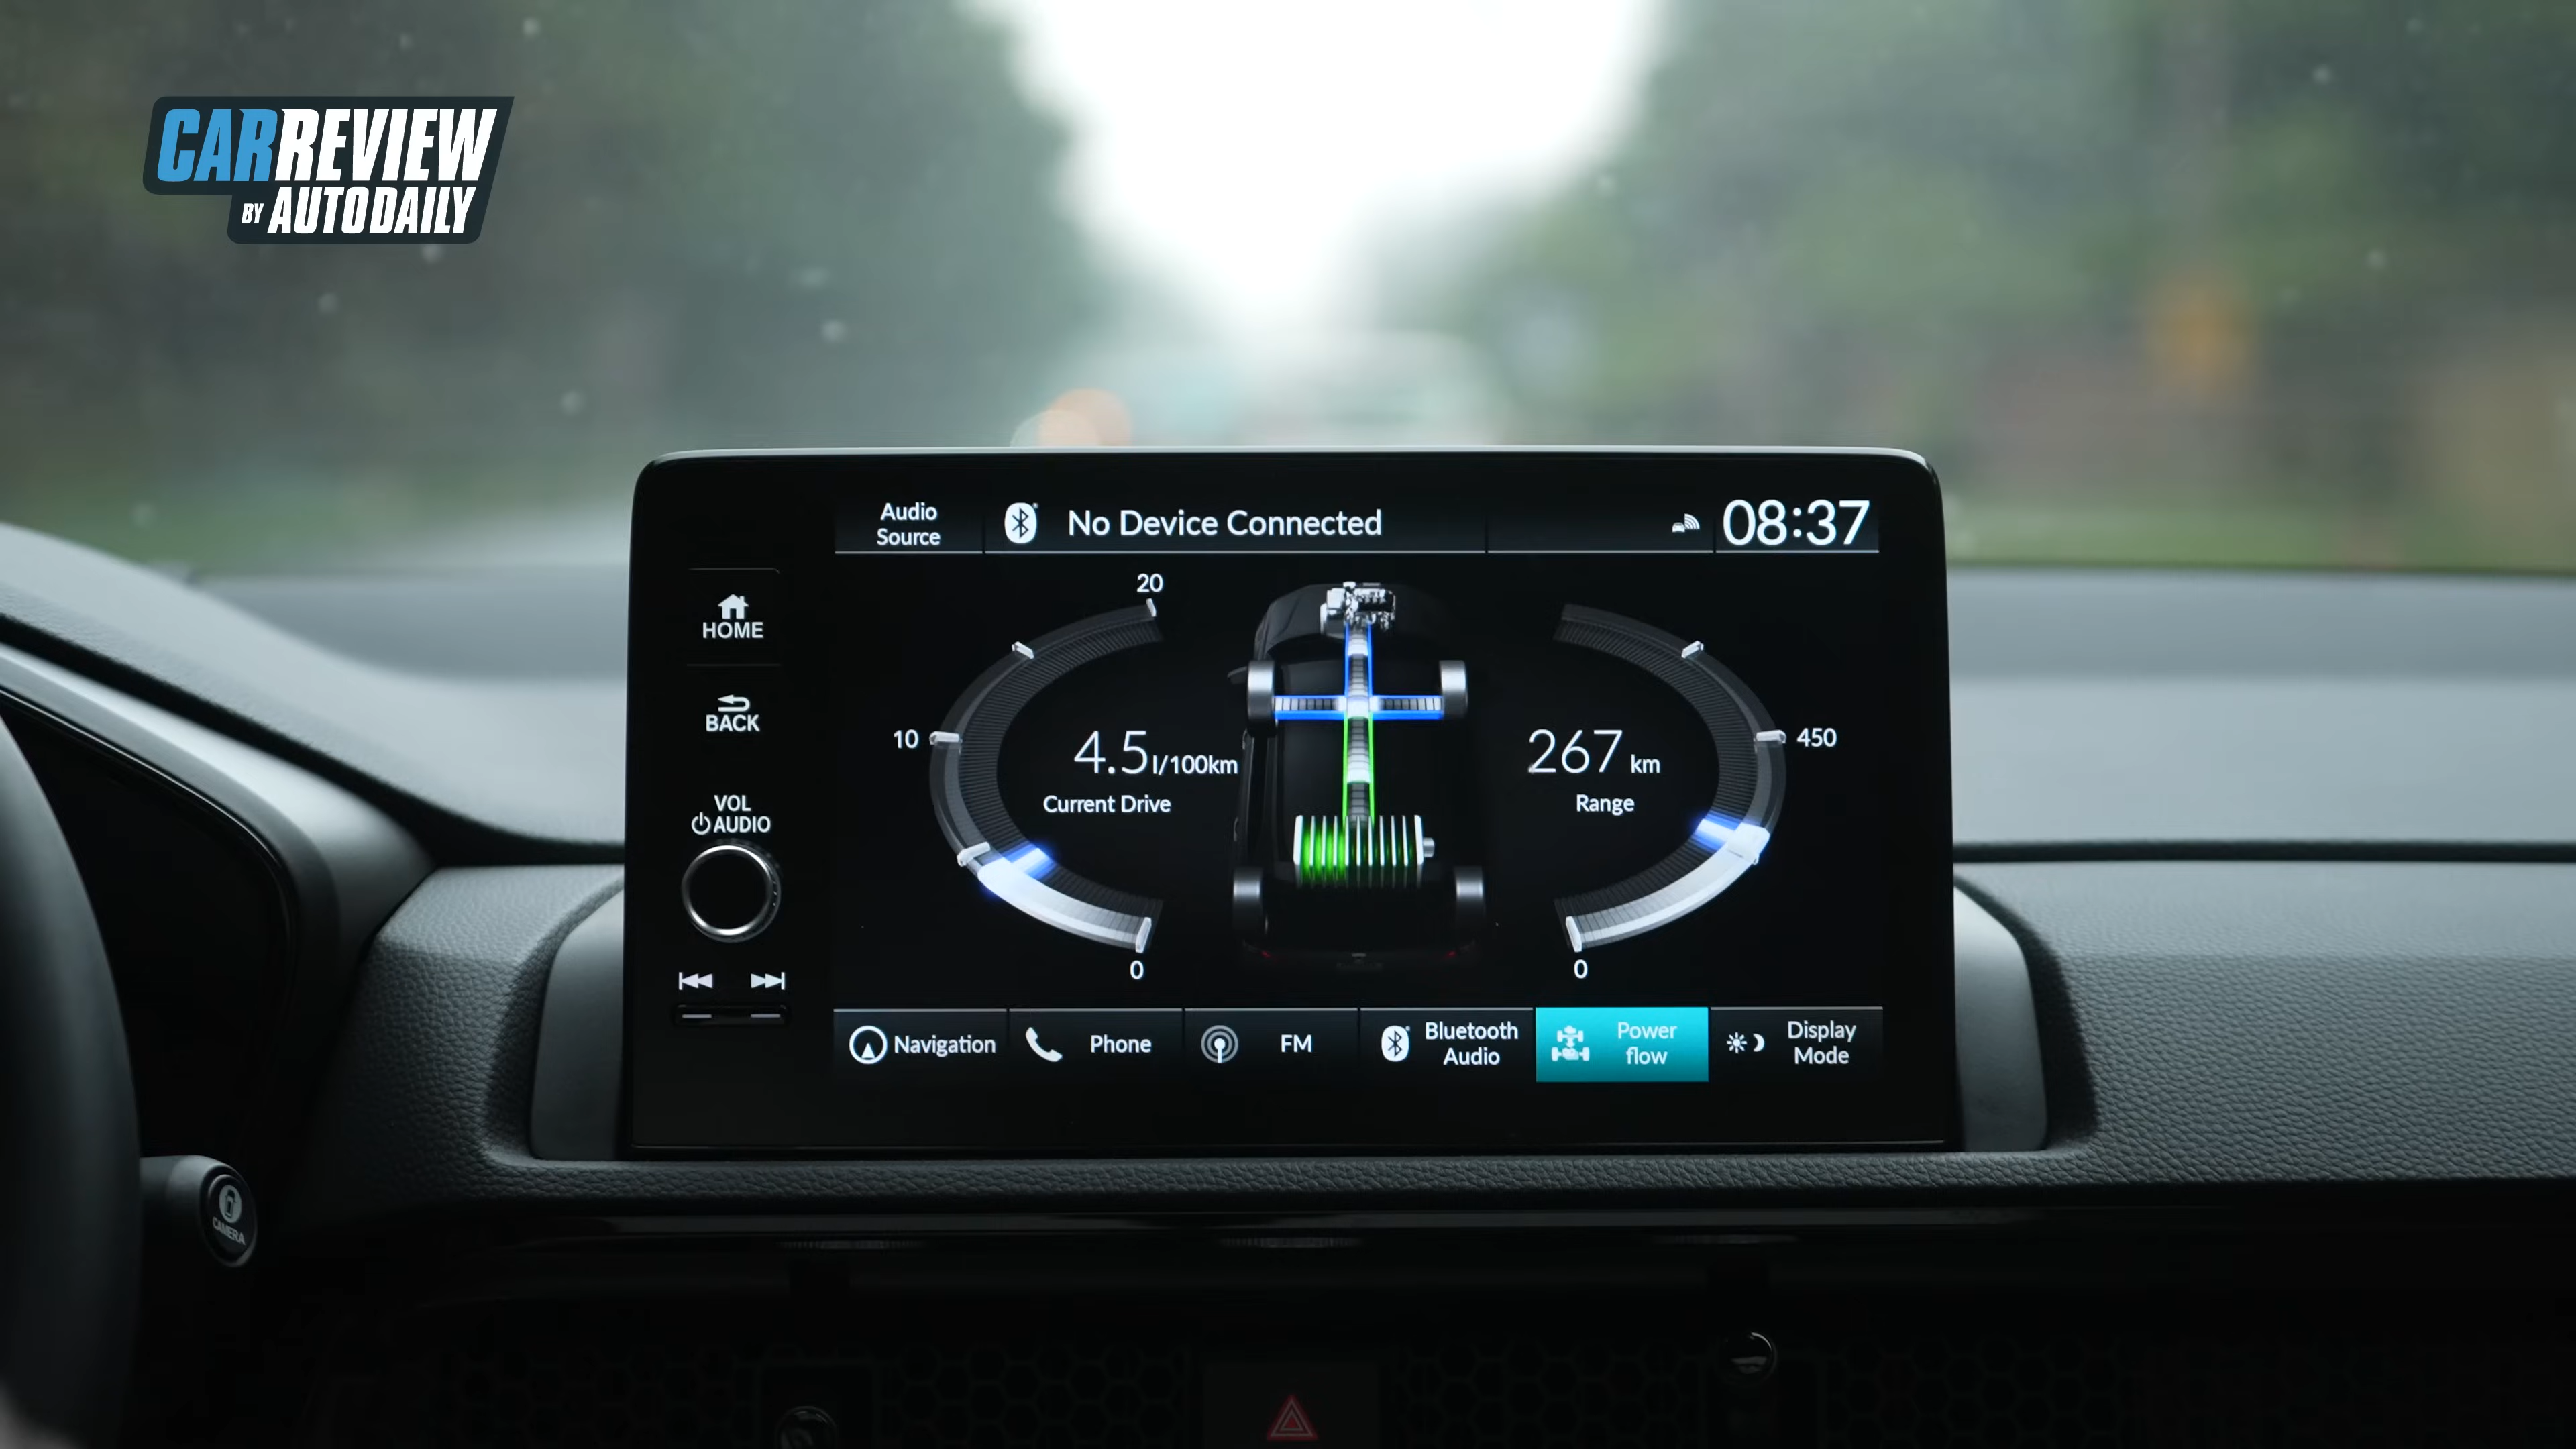 CARREVIEW
BY AUTODAILY
Audio
Source
No Device Connected
08:37
HOME
BACK
VOL
AUDIO
20
10
0
4.5 l/100km
Current Drive
267 km
Range
450
0
Navigation
Phone
FM
Bluetooth
Audio
Power
flow
Display
Mode
CAMERA